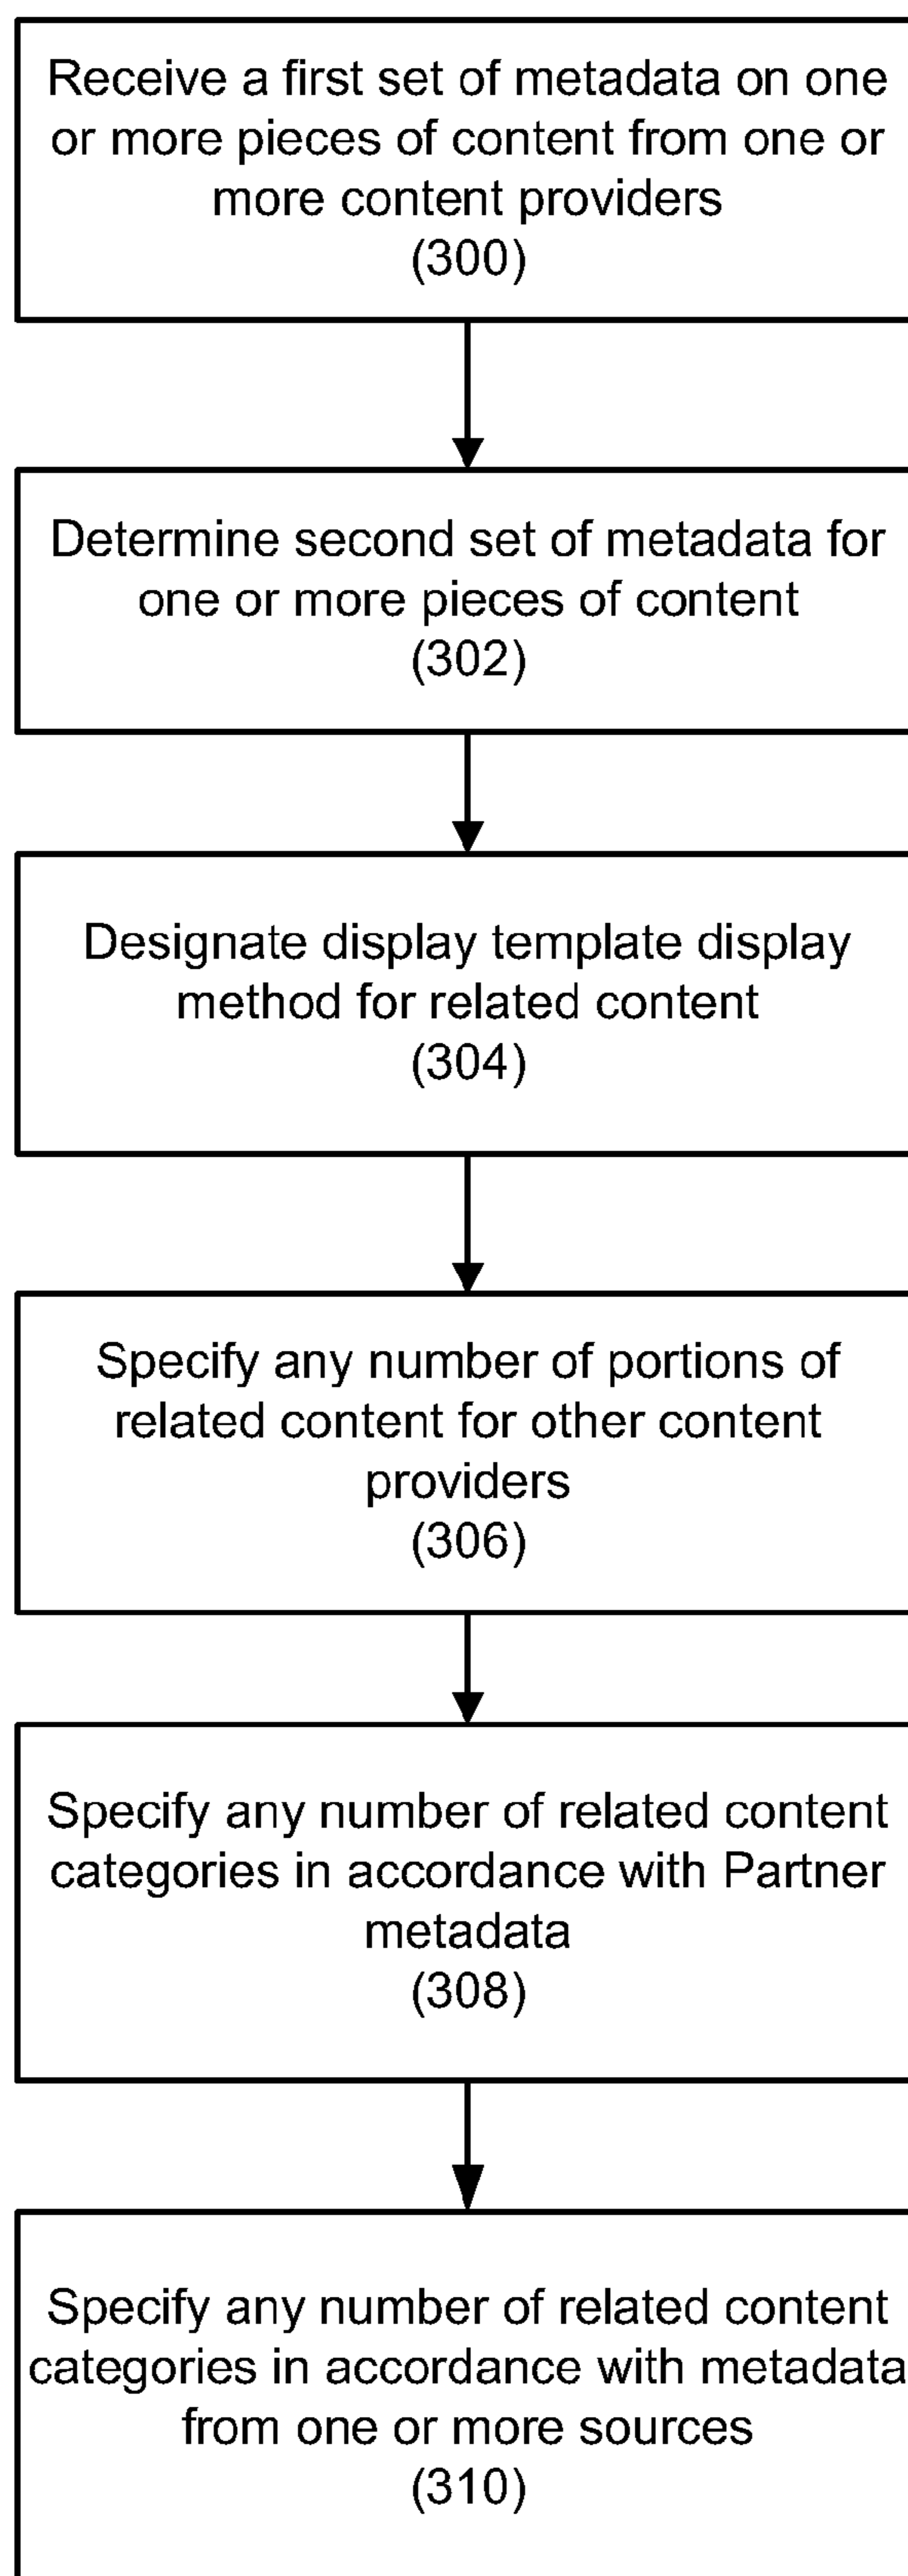 Receive a first set of metadata on one
or more pieces of content from one or
more content providers
(300)
Determine second set of metadata for
one or more pieces of content
(302)
Designate display template display
method for related content
(304)
Specify any number of portions of
related content for other content
providers
(306)
Specify any number of related content
categories in accordance with Partner
metadata
(308)
Specify any number of related content
categories in accordance with metadata
from one or more sources
(310)